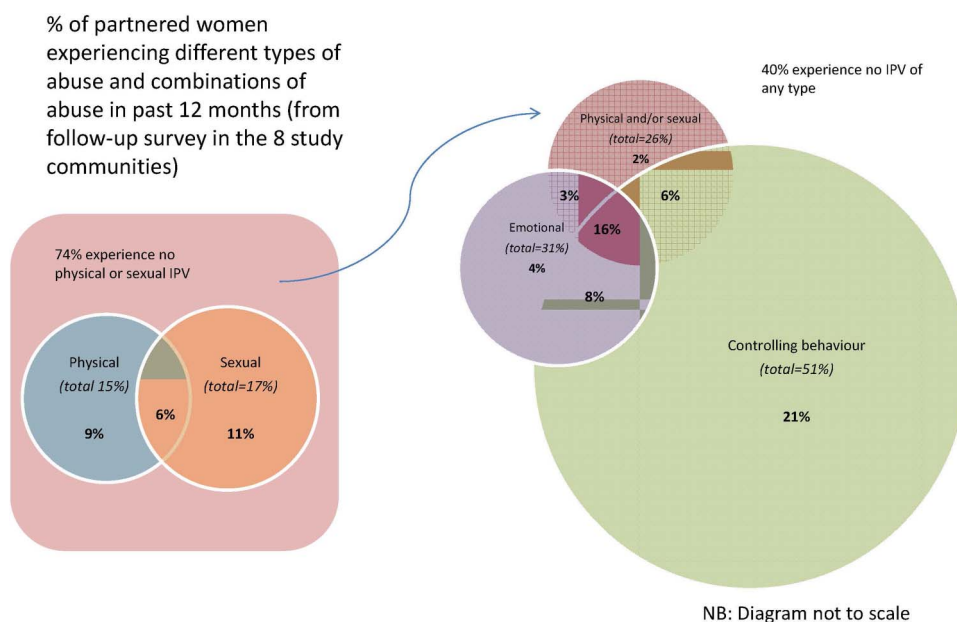 % of partnered women
experiencing different types of
abuse and combinations of
abuse in past 12 months (from
follow-up survey in the 8 study
communities)
74% experience no
physical or sexual IPV
Physical
(total 15%)
9%
6%
Sexual
(total=17%)
11%
40% experience no IPV of
any type
Physical and/or sexual
(total=26%)
2%
3%
6%
16%
Emotional
(total=31%)
4%
8%
Controlling behaviour
(total=51%)
21%
NB: Diagram not to scale